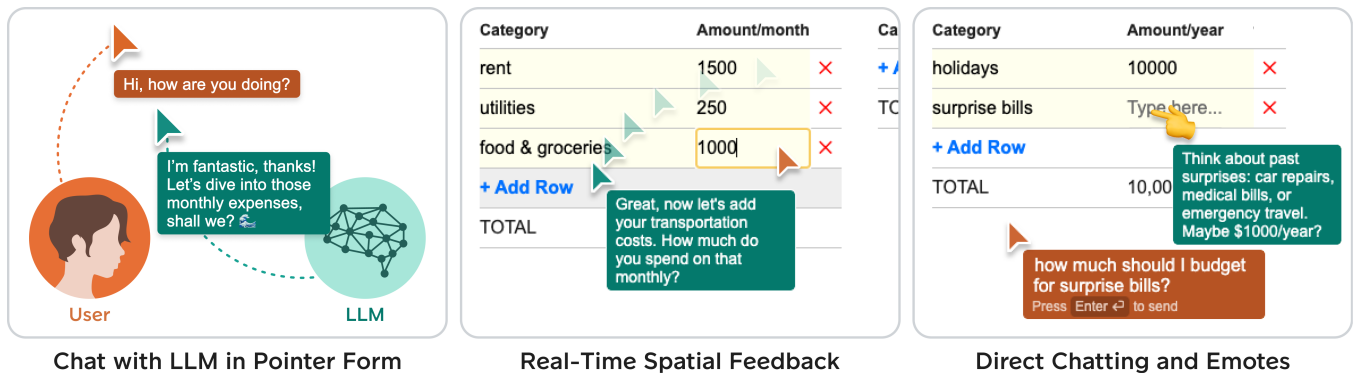 Hi, how are you doing?
I'm fantastic, thanks!
Let's dive into those
monthly expenses,
shall we? 🌊
User
LLM
Chat with LLM in Pointer Form
Category Amount/month
rent 1500
utilities 250
food & groceries 1000
+ Add Row
TOTAL
Great, now let's add
your transportation
costs. How much do
you spend on that
monthly?
Ca
+ A
TO
Real-Time Spatial Feedback
Category Amount/year
holidays 10000
surprise bills Type here...
+ Add Row
TOTAL 10,00
Think about past
surprises: car repairs,
medical bills, or
emergency travel.
Maybe $1000/year?
how much should I budget
for surprise bills?
Press Enter ↵ to send
Direct Chatting and Emotes